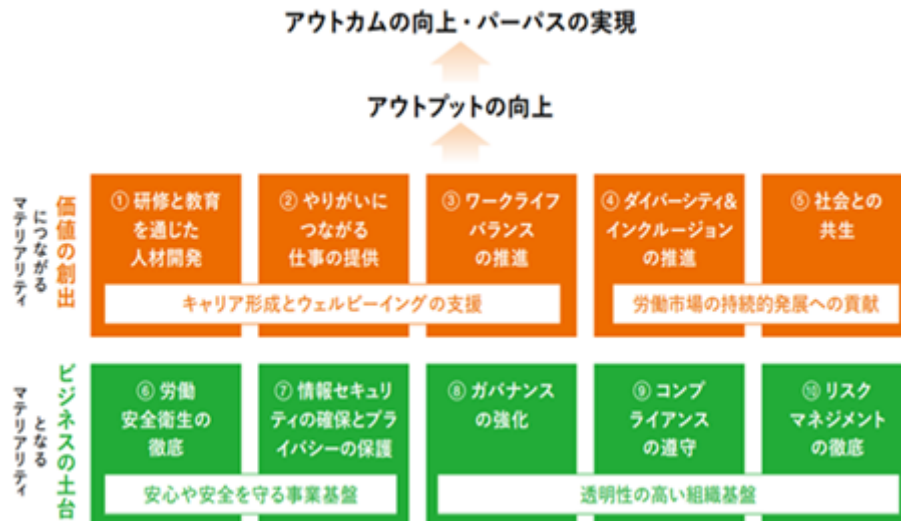 アウトカムの向上・パーパスの実現
アウトプットの向上
価値の創出
につながる
マテリアリティ
① 研修と教育
を通じた
人材開発
② やりがいに
つながる
仕事の提供
③ ワークライフ
バランス
の推進
④ ダイバーシティ&
インクルージョン
の推進
⑤ 社会との
共生
キャリア形成とウェルビーイングの支援
労働市場の持続的発展への貢献
ビジネスの土台
となる
マテリアリティ
⑥ 労働
安全衛生の
徹底
⑦ 情報セキュリ
ティの確保とプラ
イバシーの保護
⑧ ガバナンス
の強化
⑨ コンプ
ライアンス
の遵守
⑩ リスク
マネジメント
の徹底
安心や安全を守る事業基盤
透明性の高い組織基盤